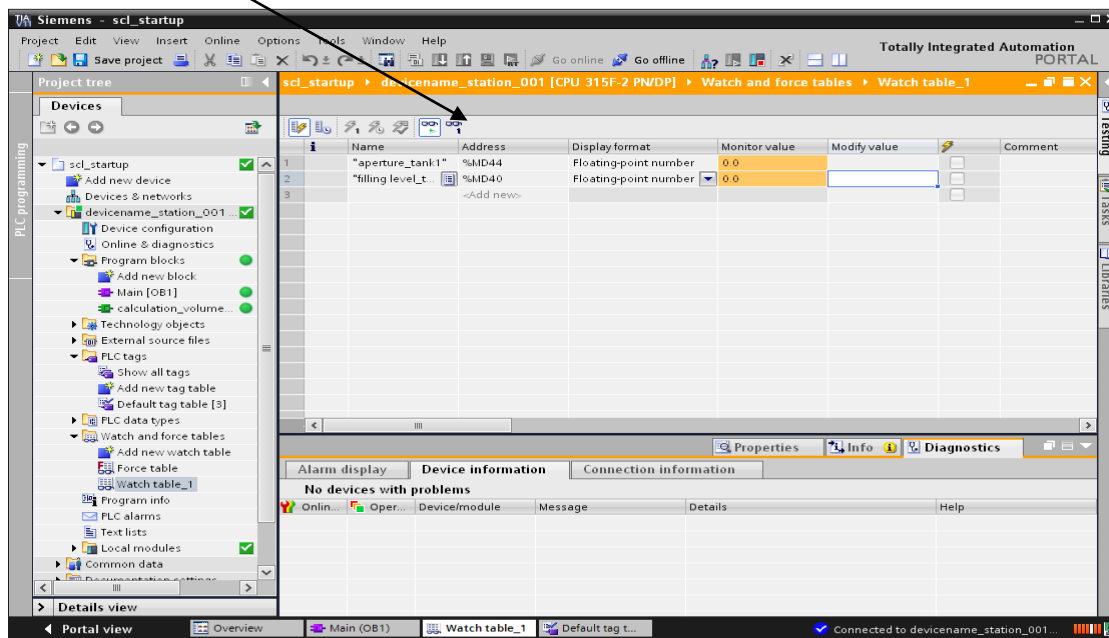 Siemens - scl_startup
Project Edit View Insert Online Options Tools Window Help
Totally Integrated Automation
PORTAL
Save project Go online Go offline
Project tree
scl_startup devicename_station_001 [CPU 315F-2 PN/DP] Watch and force tables Watch table_1
Devices
i Name Address Display format Monitor value Modify value Comment
1 "aperture_tank1" %MD44 Floating-point number 0.0
2 "filling level_t... %MD40 Floating-point number 0.0
3 <Add new>
scl_startup
Add new device
Devices & networks
devicename_station_001 ...
Device configuration
Online & diagnostics
Program blocks
Add new block
Main [OB1]
calculation_volume...
Technology objects
External source files
PLC tags
Show all tags
Add new tag table
Default tag table [3]
PLC data types
Watch and force tables
Add new watch table
Force table
Watch table_1
Program info
PLC alarms
Text lists
Local modules
Common data
Documentation settings
Details view
PLC programming
Testing
Tasks
Libraries
Properties Info Diagnostics
Alarm display Device information Connection information
No devices with problems
Onlin... Oper... Device/module Message Details Help
Portal view Overview Main (OB1) Watch table_1 Default tag t... Connected to devicename_station_001...